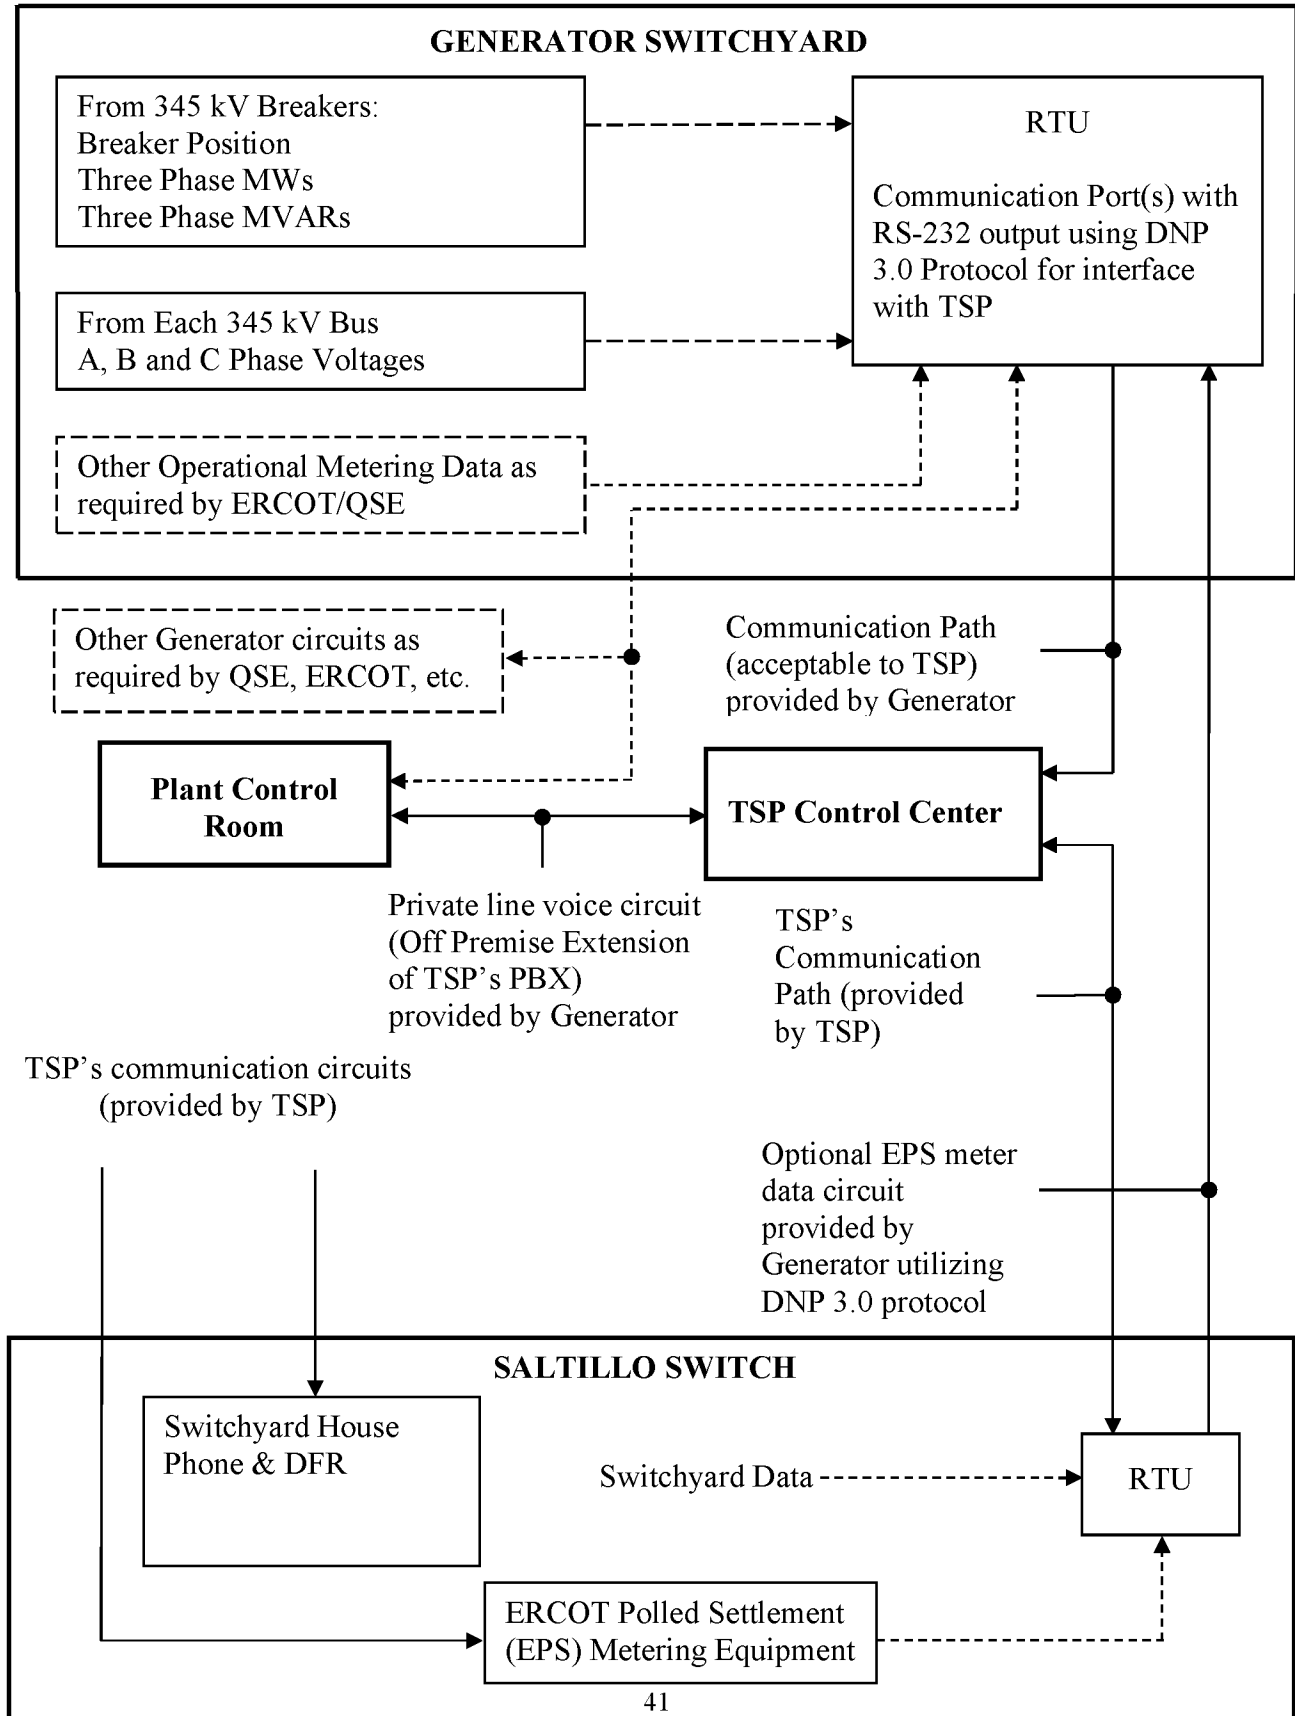 GENERATOR SWITCHYARD
From 345 kV Breakers:
Breaker Position
Three Phase MWs
Three Phase MVARs
RTU
Communication Port(s) with
RS-232 output using DNP
3.0 Protocol for interface
with TSP
From Each 345 kV Bus
A, B and C Phase Voltages
Other Operational Metering Data as
required by ERCOT/QSE
Other Generator circuits as
required by QSE, ERCOT, etc.
Communication Path
(acceptable to TSP)
provided by Generator
Plant Control
Room
TSP Control Center
Private line voice circuit
(Off Premise Extension
of TSP's PBX)
provided by Generator
TSP's
Communication
Path (provided
by TSP)
TSP's communication circuits
(provided by TSP)
Optional EPS meter
data circuit
provided by
Generator utilizing
DNP 3.0 protocol
SALTILLO SWITCH
Switchyard House
Phone & DFR
Switchyard Data
RTU
ERCOT Polled Settlement
(EPS) Metering Equipment
41